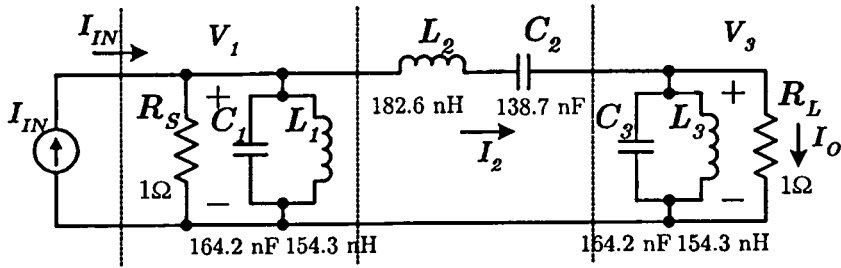 I_IN V_1 L_2 C_2 V_3
I_IN R_S + C_1 L_1 182.6 nH 138.7 nF C_3 L_3 + R_L I_O
I_2
1Ω − − 1Ω
164.2 nF 154.3 nH 164.2 nF 154.3 nH